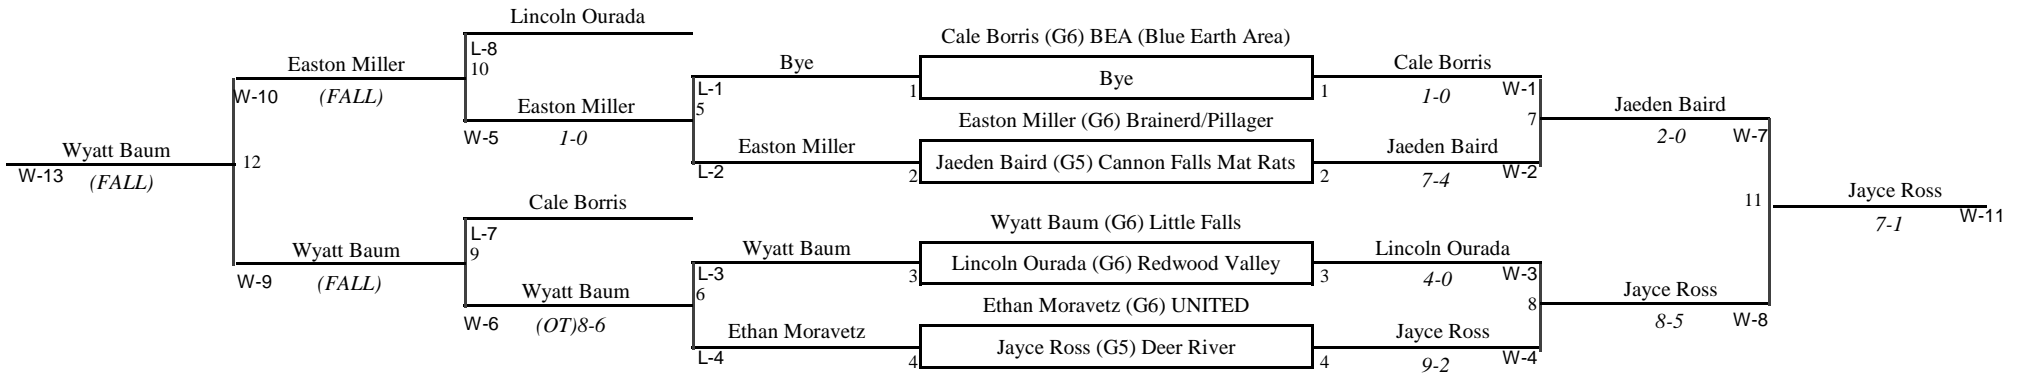 Lincoln Ourada
L-8
10
Easton Miller
W-10
(FALL)
Easton Miller
W-5
1-0
Wyatt Baum
W-13
(FALL)
12
Cale Borris
L-7
9
Wyatt Baum
W-9
(FALL)
Wyatt Baum
W-6
(OT)8-6
Bye
L-1
5
1
Easton Miller
L-2
2
Wyatt Baum
L-3
6
3
Ethan Moravetz
L-4
4
Cale Borris (G6) BEA (Blue Earth Area)
Bye
Easton Miller (G6) Brainerd/Pillager
Jaeden Baird (G5) Cannon Falls Mat Rats
Wyatt Baum (G6) Little Falls
Lincoln Ourada (G6) Redwood Valley
Ethan Moravetz (G6) UNITED
Jayce Ross (G5) Deer River
Cale Borris
1
1-0
W-1
7
Jaeden Baird
2
7-4
W-2
Lincoln Ourada
3
4-0
W-3
8
Jayce Ross
4
9-2
W-4
Jaeden Baird
2-0
W-7
11
Jayce Ross
8-5
W-8
Jayce Ross
7-1
W-11